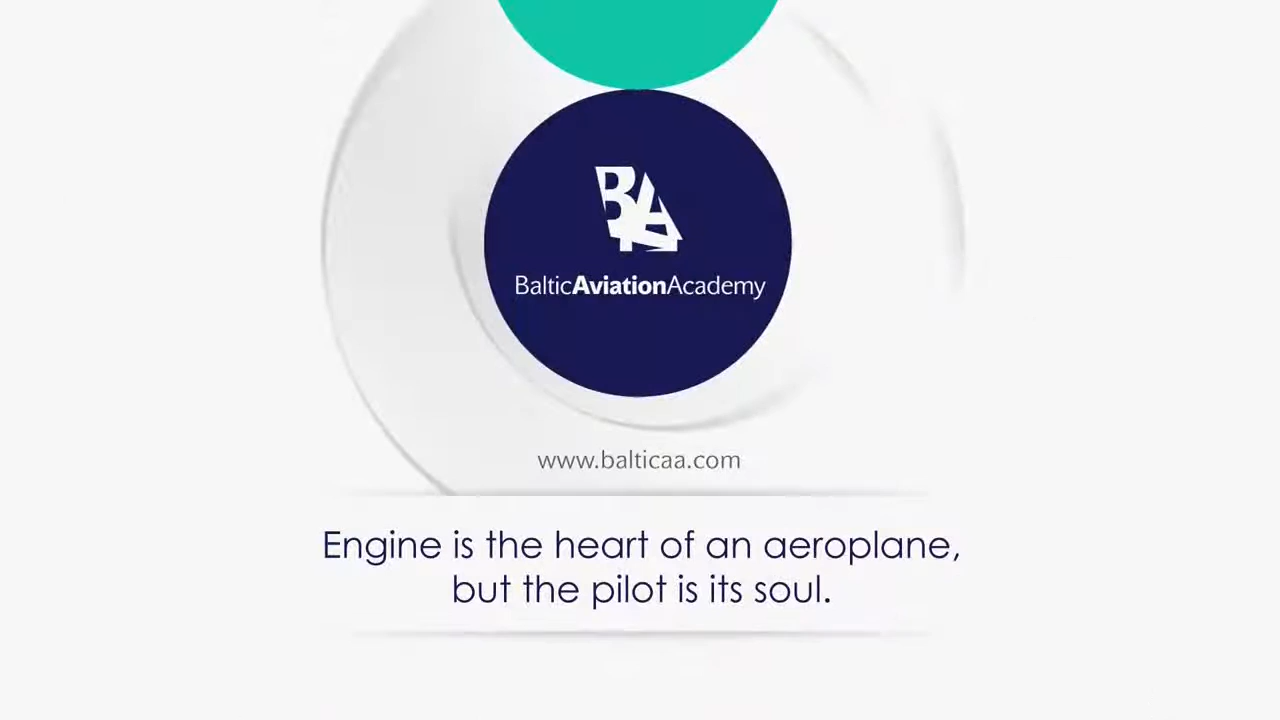 BAA
BalticAviationAcademy
www.balticaa.com
Engine is the heart of an aeroplane,
but the pilot is its soul.